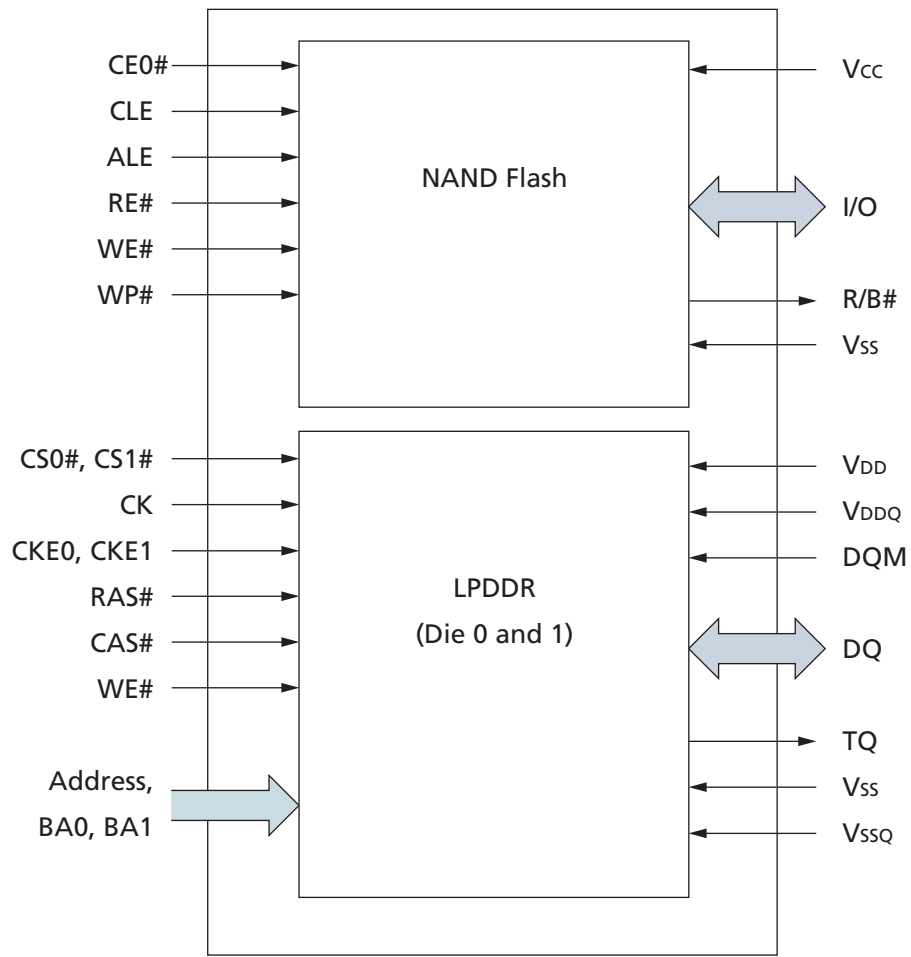 CE0#
CLE
ALE
RE#
WE#
WP#
NAND Flash
Vcc
I/O
R/B#
Vss
CS0#, CS1#
CK
CKE0, CKE1
RAS#
CAS#
WE#
Address,
BA0, BA1
LPDDR
(Die 0 and 1)
VDD
VDDQ
DQM
DQ
TQ
Vss
VssQ